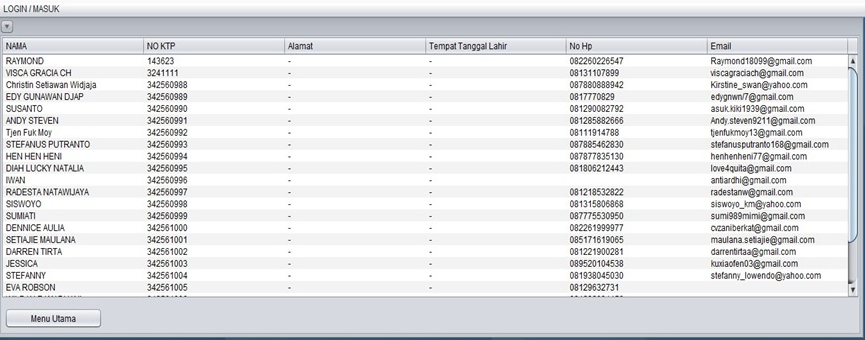 LOGIN / MASUK
NAMA NO KTP Alamat Tempat Tanggal Lahir No Hp Email
RAYMOND 143623 - - 082260226547 Raymond18099@gmail.com
VISCA GRACIA CH 3241111 - - 08131107899 viscagraciach@gmail.com
Christin Setiawan Widjaja 342560988 - - 087880888942 Kirstine_swan@yahoo.com
EDY GUNAWAN DJAP 342560989 - - 0817770829 edygnwn/7@gmail.com
SUSANTO 342560990 - - 081290082792 asuk.kiki1939@gmail.com
ANDY STEVEN 342560991 - - 081285882666 Andy.steven9211@gmail.com
Tjen Fuk Moy 342560992 - - 08111914788 tjenfukmoy13@gmail.com
STEFANUS PUTRANTO 342560993 - - 087885462830 stefanusputranto168@gmail.com
HEN HEN HENI 342560994 - - 087877835130 henhenheni77@gmail.com
DIAH LUCKY NATALIA 342560995 - - 081806212443 love4quita@gmail.com
IWAN 342560996 - - antiardhi@gmail.com
RADESTA NATAWIJAYA 342560997 - - 081218532822 radestanw@gmail.com
SISWOYO 342560998 - - 081315806868 siswoyo_km@yahoo.com
SUMIATI 342560999 - - 087775530950 sumi989mimi@gmail.com
DENNICE AULIA 342561000 - - 082261999977 cvzaniberkat@gmail.com
SETIAJIE MAULANA 342561001 - - 085171619065 maulana.setiajie@gmail.com
DARREN TIRTA 342561002 - - 081221900281 darrentirtaa@gmail.com
JESSICA 342561003 - - 089520104538 kuxiaofen03@gmail.com
STEFANNY 342561004 - - 081938045030 stefanny_lowendo@yahoo.com
EVA ROBSON 342561005 - - 08129632731
Menu Utama